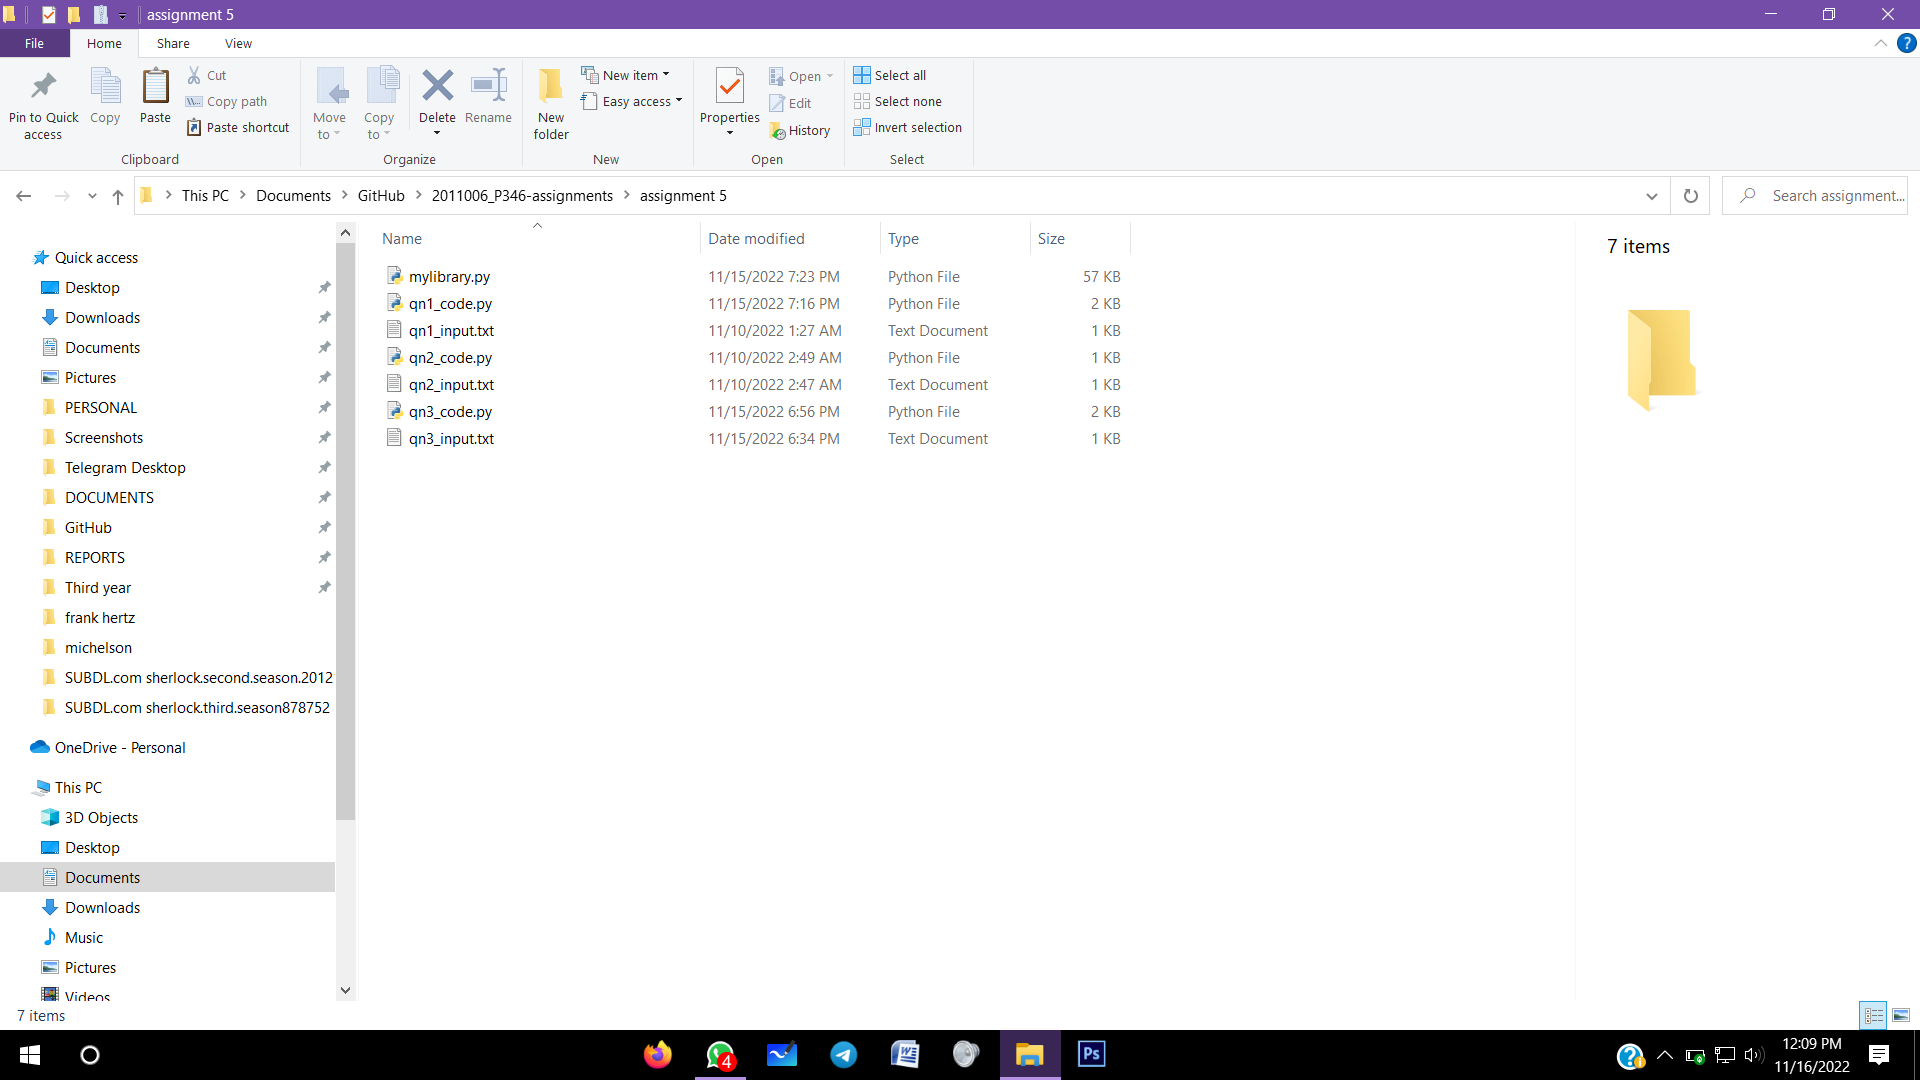 assignment 5
File Home Share View
Pin to Quick access
Copy
Paste
Cut
Copy path
Paste shortcut
Clipboard
Move to
Copy to
Delete
Rename
Organize
New folder
New item
Easy access
New
Properties
Open
Edit
History
Open
Select all
Select none
Invert selection
Select
This PC Documents GitHub 2011006_P346-assignments assignment 5
Search assignment...
Quick access
Desktop
Downloads
Documents
Pictures
PERSONAL
Screenshots
Telegram Desktop
DOCUMENTS
GitHub
REPORTS
Third year
frank hertz
michelson
SUBDL.com sherlock.second.season.2012
SUBDL.com sherlock.third.season878752
OneDrive - Personal
This PC
3D Objects
Desktop
Documents
Downloads
Music
Pictures
Videos
Name Date modified Type Size
mylibrary.py 11/15/2022 7:23 PM Python File 57 KB
qn1_code.py 11/15/2022 7:16 PM Python File 2 KB
qn1_input.txt 11/10/2022 1:27 AM Text Document 1 KB
qn2_code.py 11/10/2022 2:49 AM Python File 1 KB
qn2_input.txt 11/10/2022 2:47 AM Text Document 1 KB
qn3_code.py 11/15/2022 6:56 PM Python File 2 KB
qn3_input.txt 11/15/2022 6:34 PM Text Document 1 KB
7 items
7 items
4
Ps
12:09 PM
11/16/2022